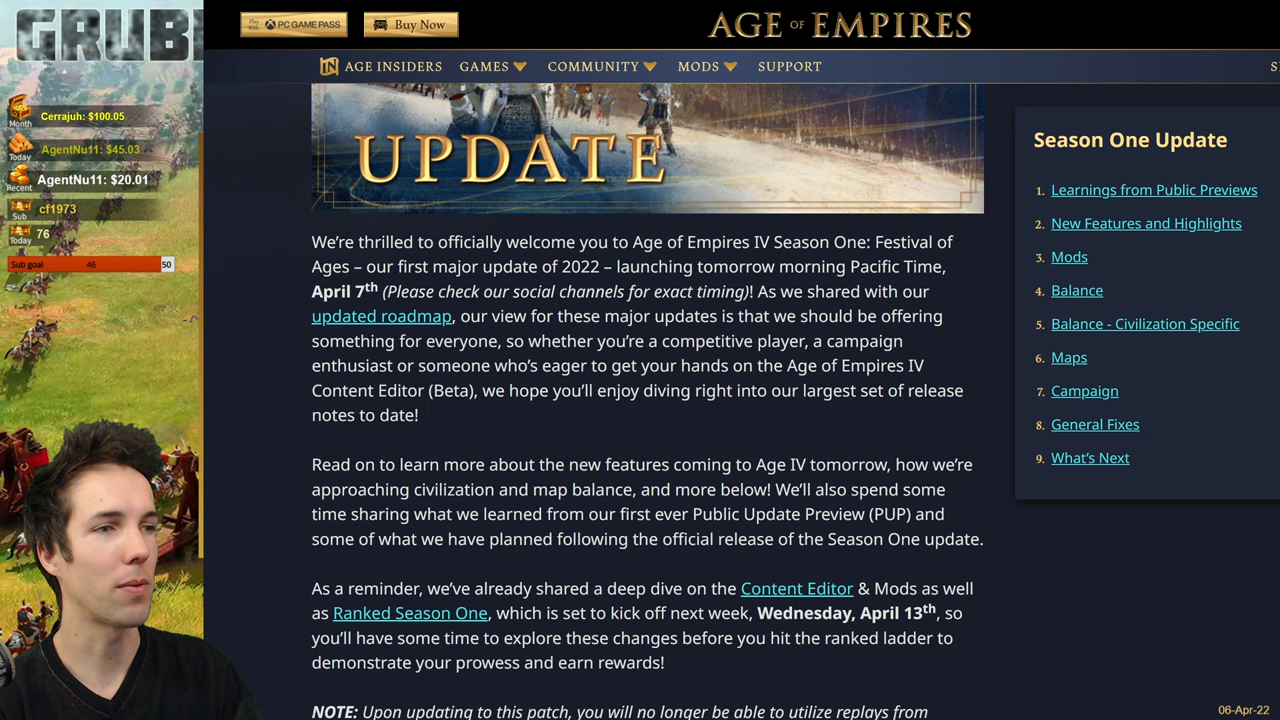 GRUB
Month
Cerrajuh: $100.05
Today
AgentNu11: $45.03
Recent
AgentNu11: $20.01
Sub
cf1973
Today
76
Sub goal 46 50
Play With XBOX PC GAME PASS
Buy Now
AGE OF EMPIRES
IN AGE INSIDERS GAMES COMMUNITY MODS SUPPORT
UPDATE
We’re thrilled to officially welcome you to Age of Empires IV Season One: Festival of
Ages – our first major update of 2022 – launching tomorrow morning Pacific Time,
April 7th (Please check our social channels for exact timing)! As we shared with our
updated roadmap, our view for these major updates is that we should be offering
something for everyone, so whether you’re a competitive player, a campaign
enthusiast or someone who’s eager to get your hands on the Age of Empires IV
Content Editor (Beta), we hope you’ll enjoy diving right into our largest set of release
notes to date!
Read on to learn more about the new features coming to Age IV tomorrow, how we’re
approaching civilization and map balance, and more below! We’ll also spend some
time sharing what we learned from our first ever Public Update Preview (PUP) and
some of what we have planned following the official release of the Season One update.
As a reminder, we’ve already shared a deep dive on the Content Editor & Mods as well
as Ranked Season One, which is set to kick off next week, Wednesday, April 13th, so
you’ll have some time to explore these changes before you hit the ranked ladder to
demonstrate your prowess and earn rewards!
NOTE: Upon updating to this patch, you will no longer be able to utilize replays from
Season One Update
1. Learnings from Public Previews
2. New Features and Highlights
3. Mods
4. Balance
5. Balance - Civilization Specific
6. Maps
7. Campaign
8. General Fixes
9. What’s Next
06-Apr-22